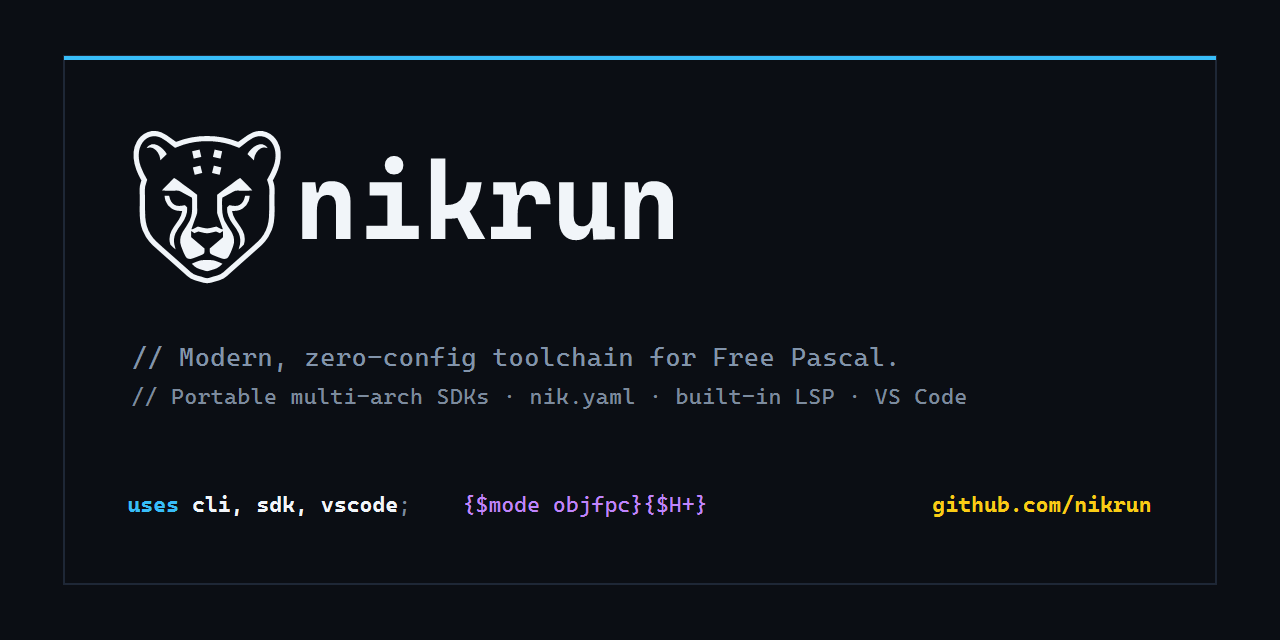 nikrun
// Modern, zero-config toolchain for Free Pascal.
// Portable multi-arch SDKs · nik.yaml · built-in LSP · VS Code
uses cli, sdk, vscode; {$mode objfpc}{$H+} github.com/nikrun